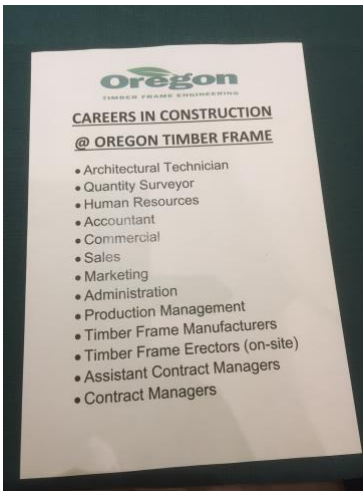 Oregon
TIMBER FRAME ENGINEERING
CAREERS IN CONSTRUCTION
@ OREGON TIMBER FRAME
• Architectural Technician
• Quantity Surveyor
• Human Resources
• Accountant
• Commercial
• Sales
• Marketing
• Administration
• Production Management
• Timber Frame Manufacturers
• Timber Frame Erectors (on-site)
• Assistant Contract Managers
• Contract Managers